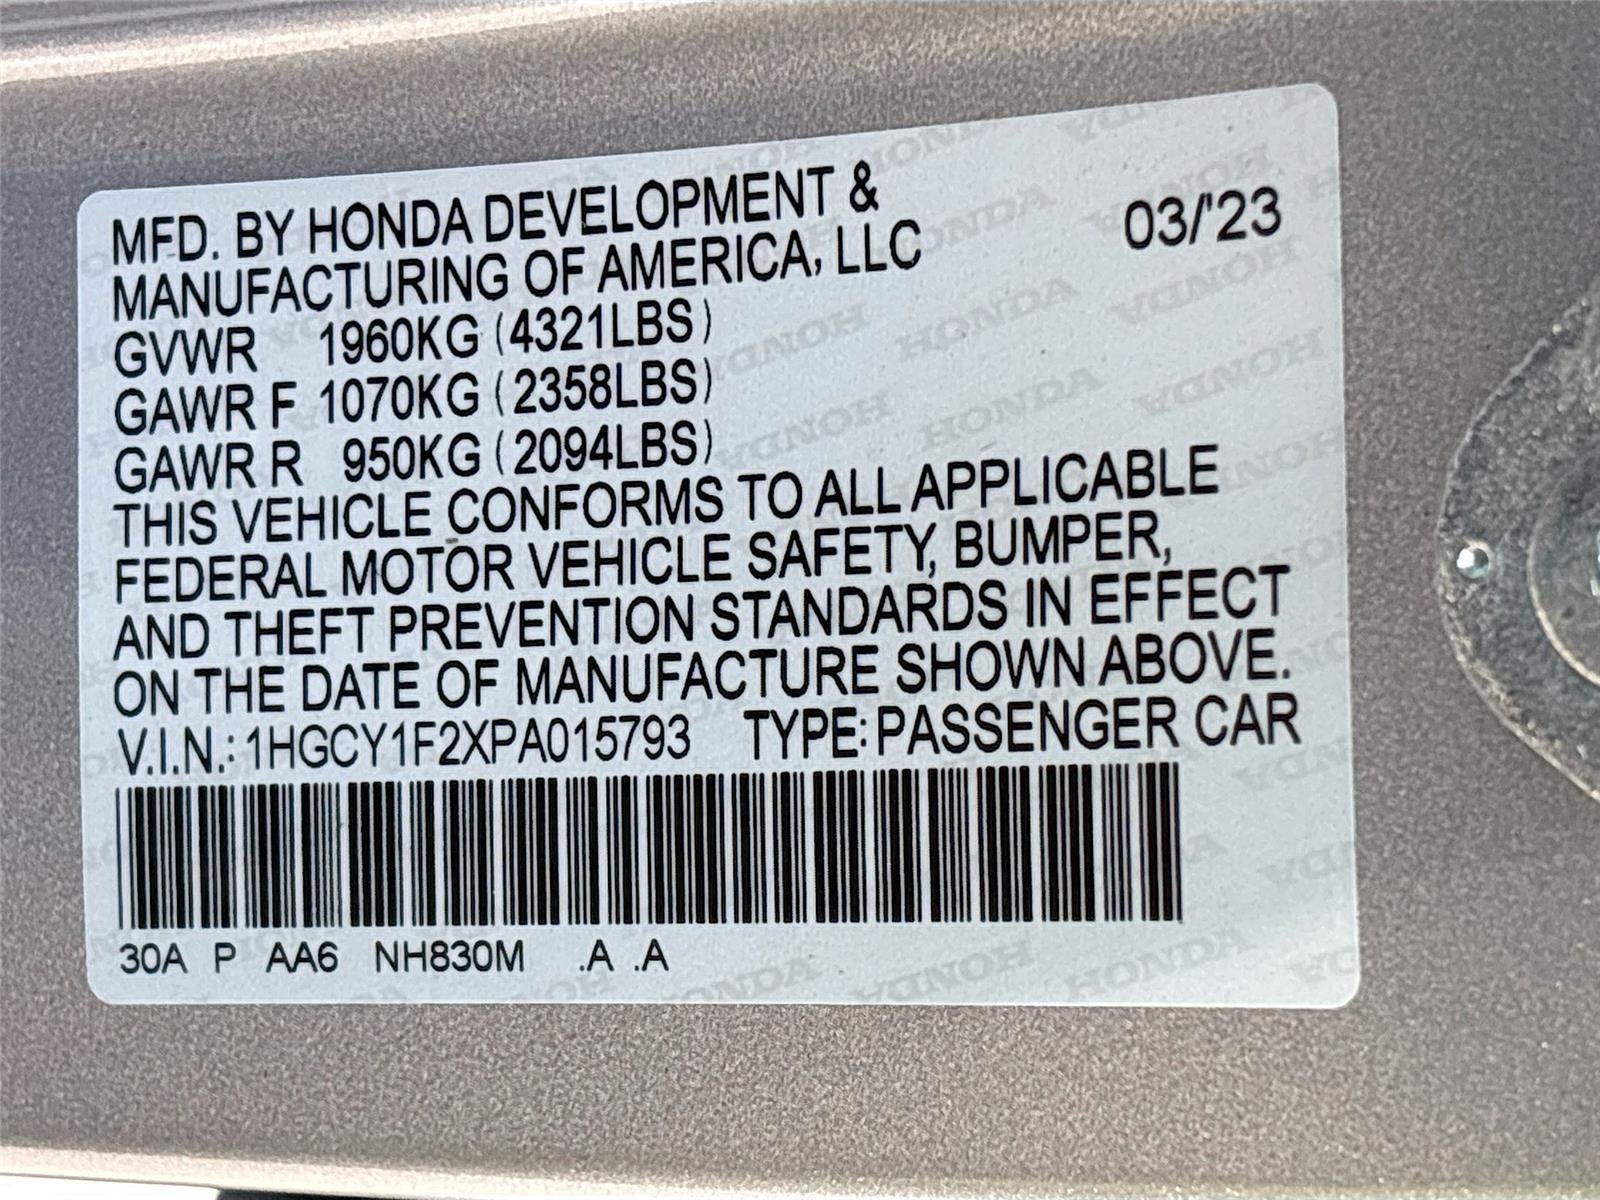 MFD. BY HONDA DEVELOPMENT &
MANUFACTURING OF AMERICA, LLC
03/'23
GVWR 1960KG (4321LBS)
GAWR F 1070KG (2358LBS)
GAWR R 950KG (2094LBS)
THIS VEHICLE CONFORMS TO ALL APPLICABLE
FEDERAL MOTOR VEHICLE SAFETY, BUMPER,
AND THEFT PREVENTION STANDARDS IN EFFECT
ON THE DATE OF MANUFACTURE SHOWN ABOVE.
V.I.N.: 1HGCY1F2XPA015793 TYPE: PASSENGER CAR
30A P AA6 NH830M .A .A